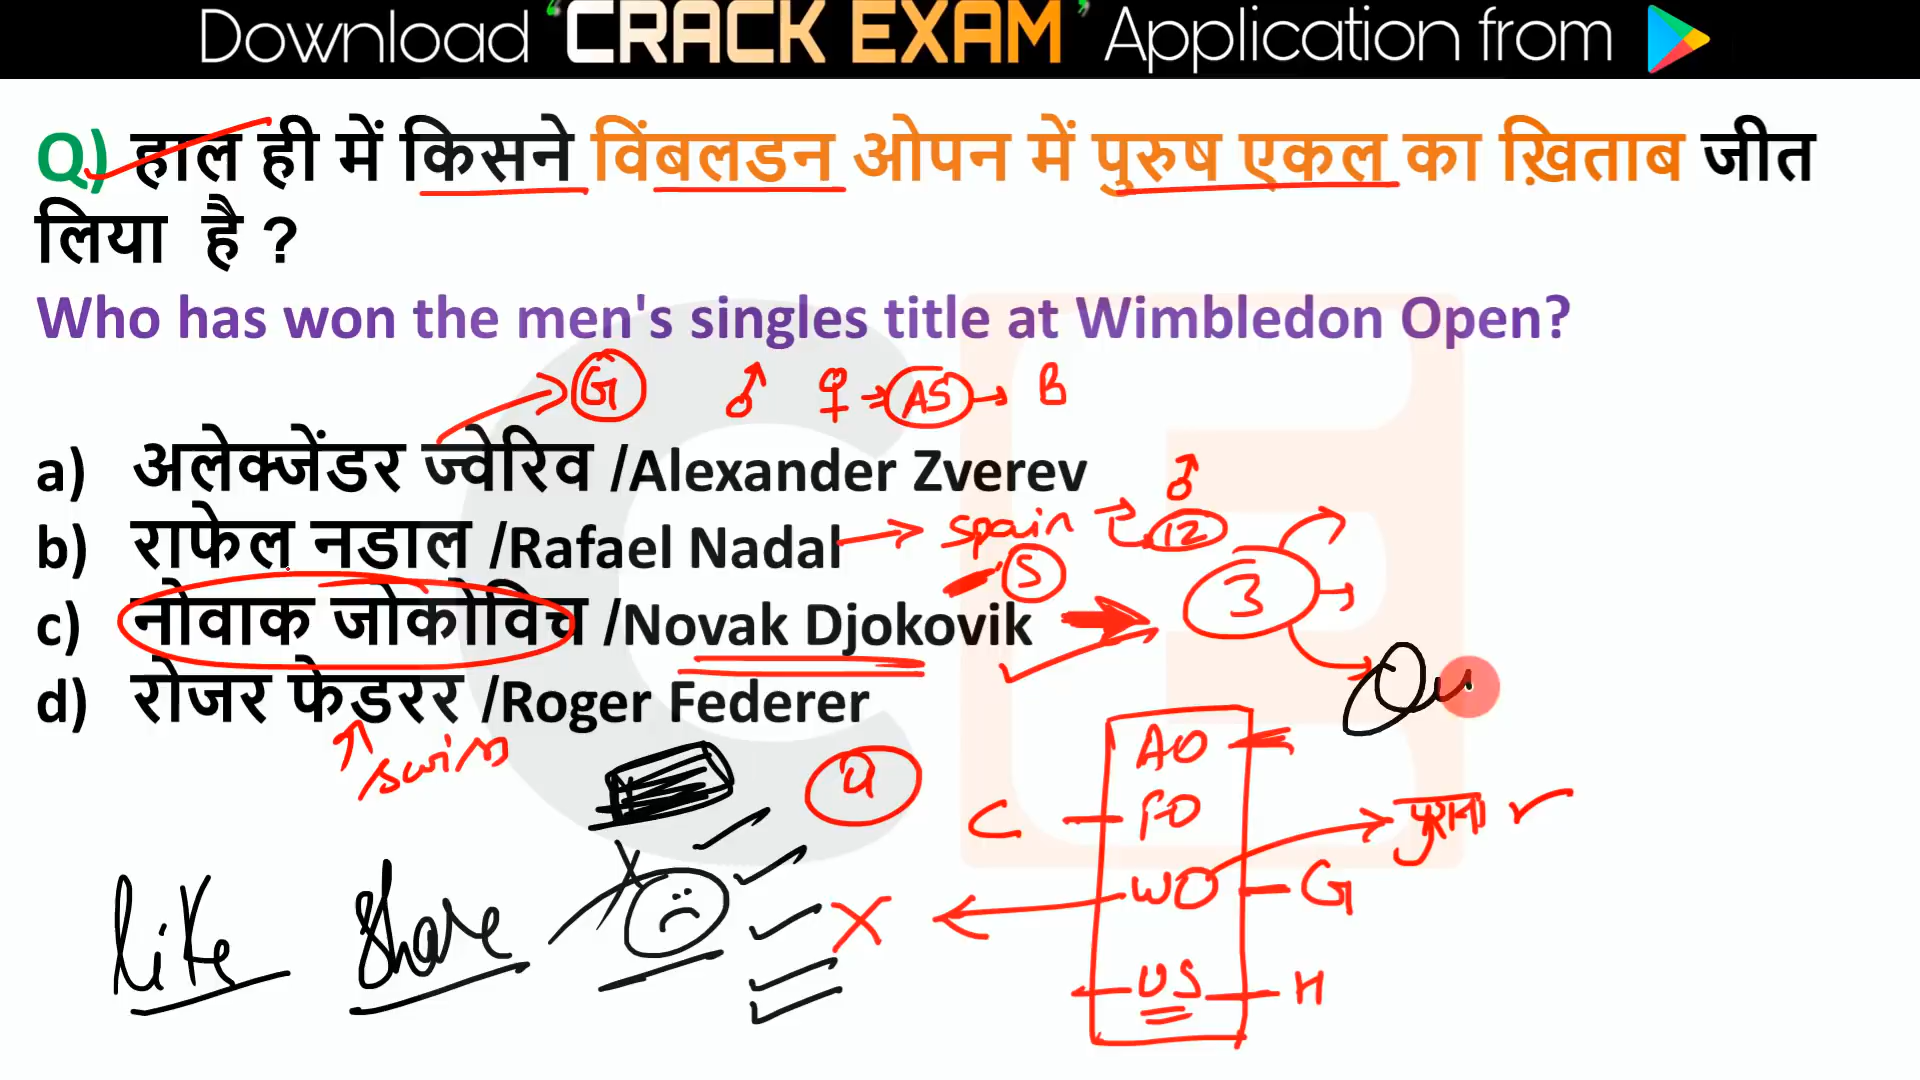 Download 'CRACK EXAM' Application from
Q) हाल ही में किसने विंबलडन ओपन में पुरुष एकल का ख़िताब जीत
लिया है ?
Who has won the men's singles title at Wimbledon Open?
G ♂ ♀ → AS → B
a) अलेक्जेंडर ज्वेरिव /Alexander Zverev
♂
b) राफेल नडाल /Rafael Nadal → spain → 12
S
c) नोवाक जोकोविच /Novak Djokovik 3
d) रोजर फेडरर /Roger Federer
swiss
AO
C FO
WO G
US H
Like Share